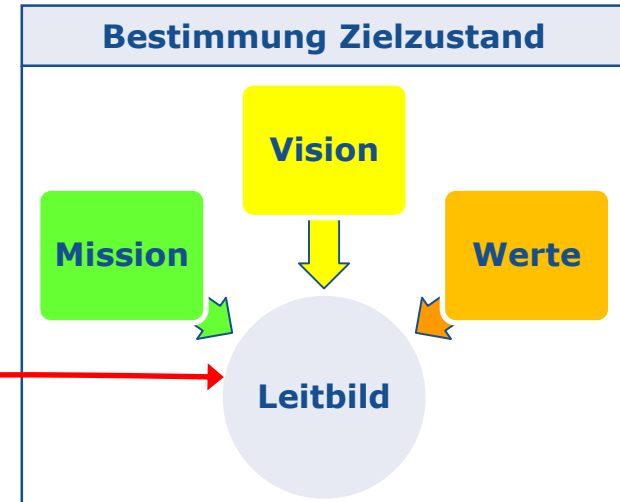 Bestimmung Zielzustand
Vision
Mission
Werte
Leitbild